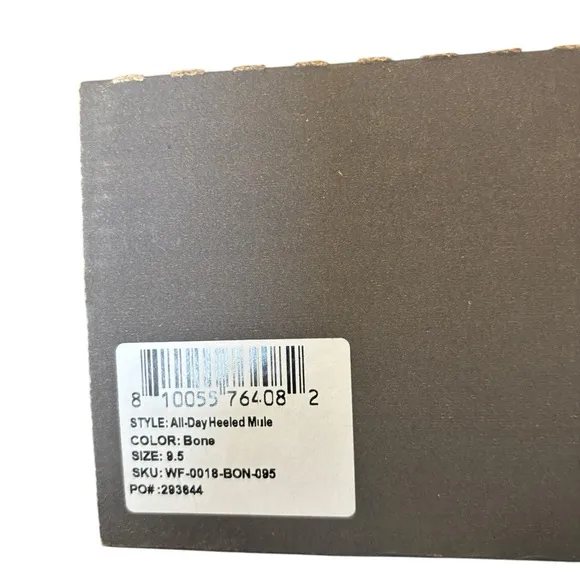 8 10055 76408 2
STYLE: All-Day Heeled Mule
COLOR: Bone
SIZE: 9.5
SKU: WF-0018-BON-095
PO# :293644